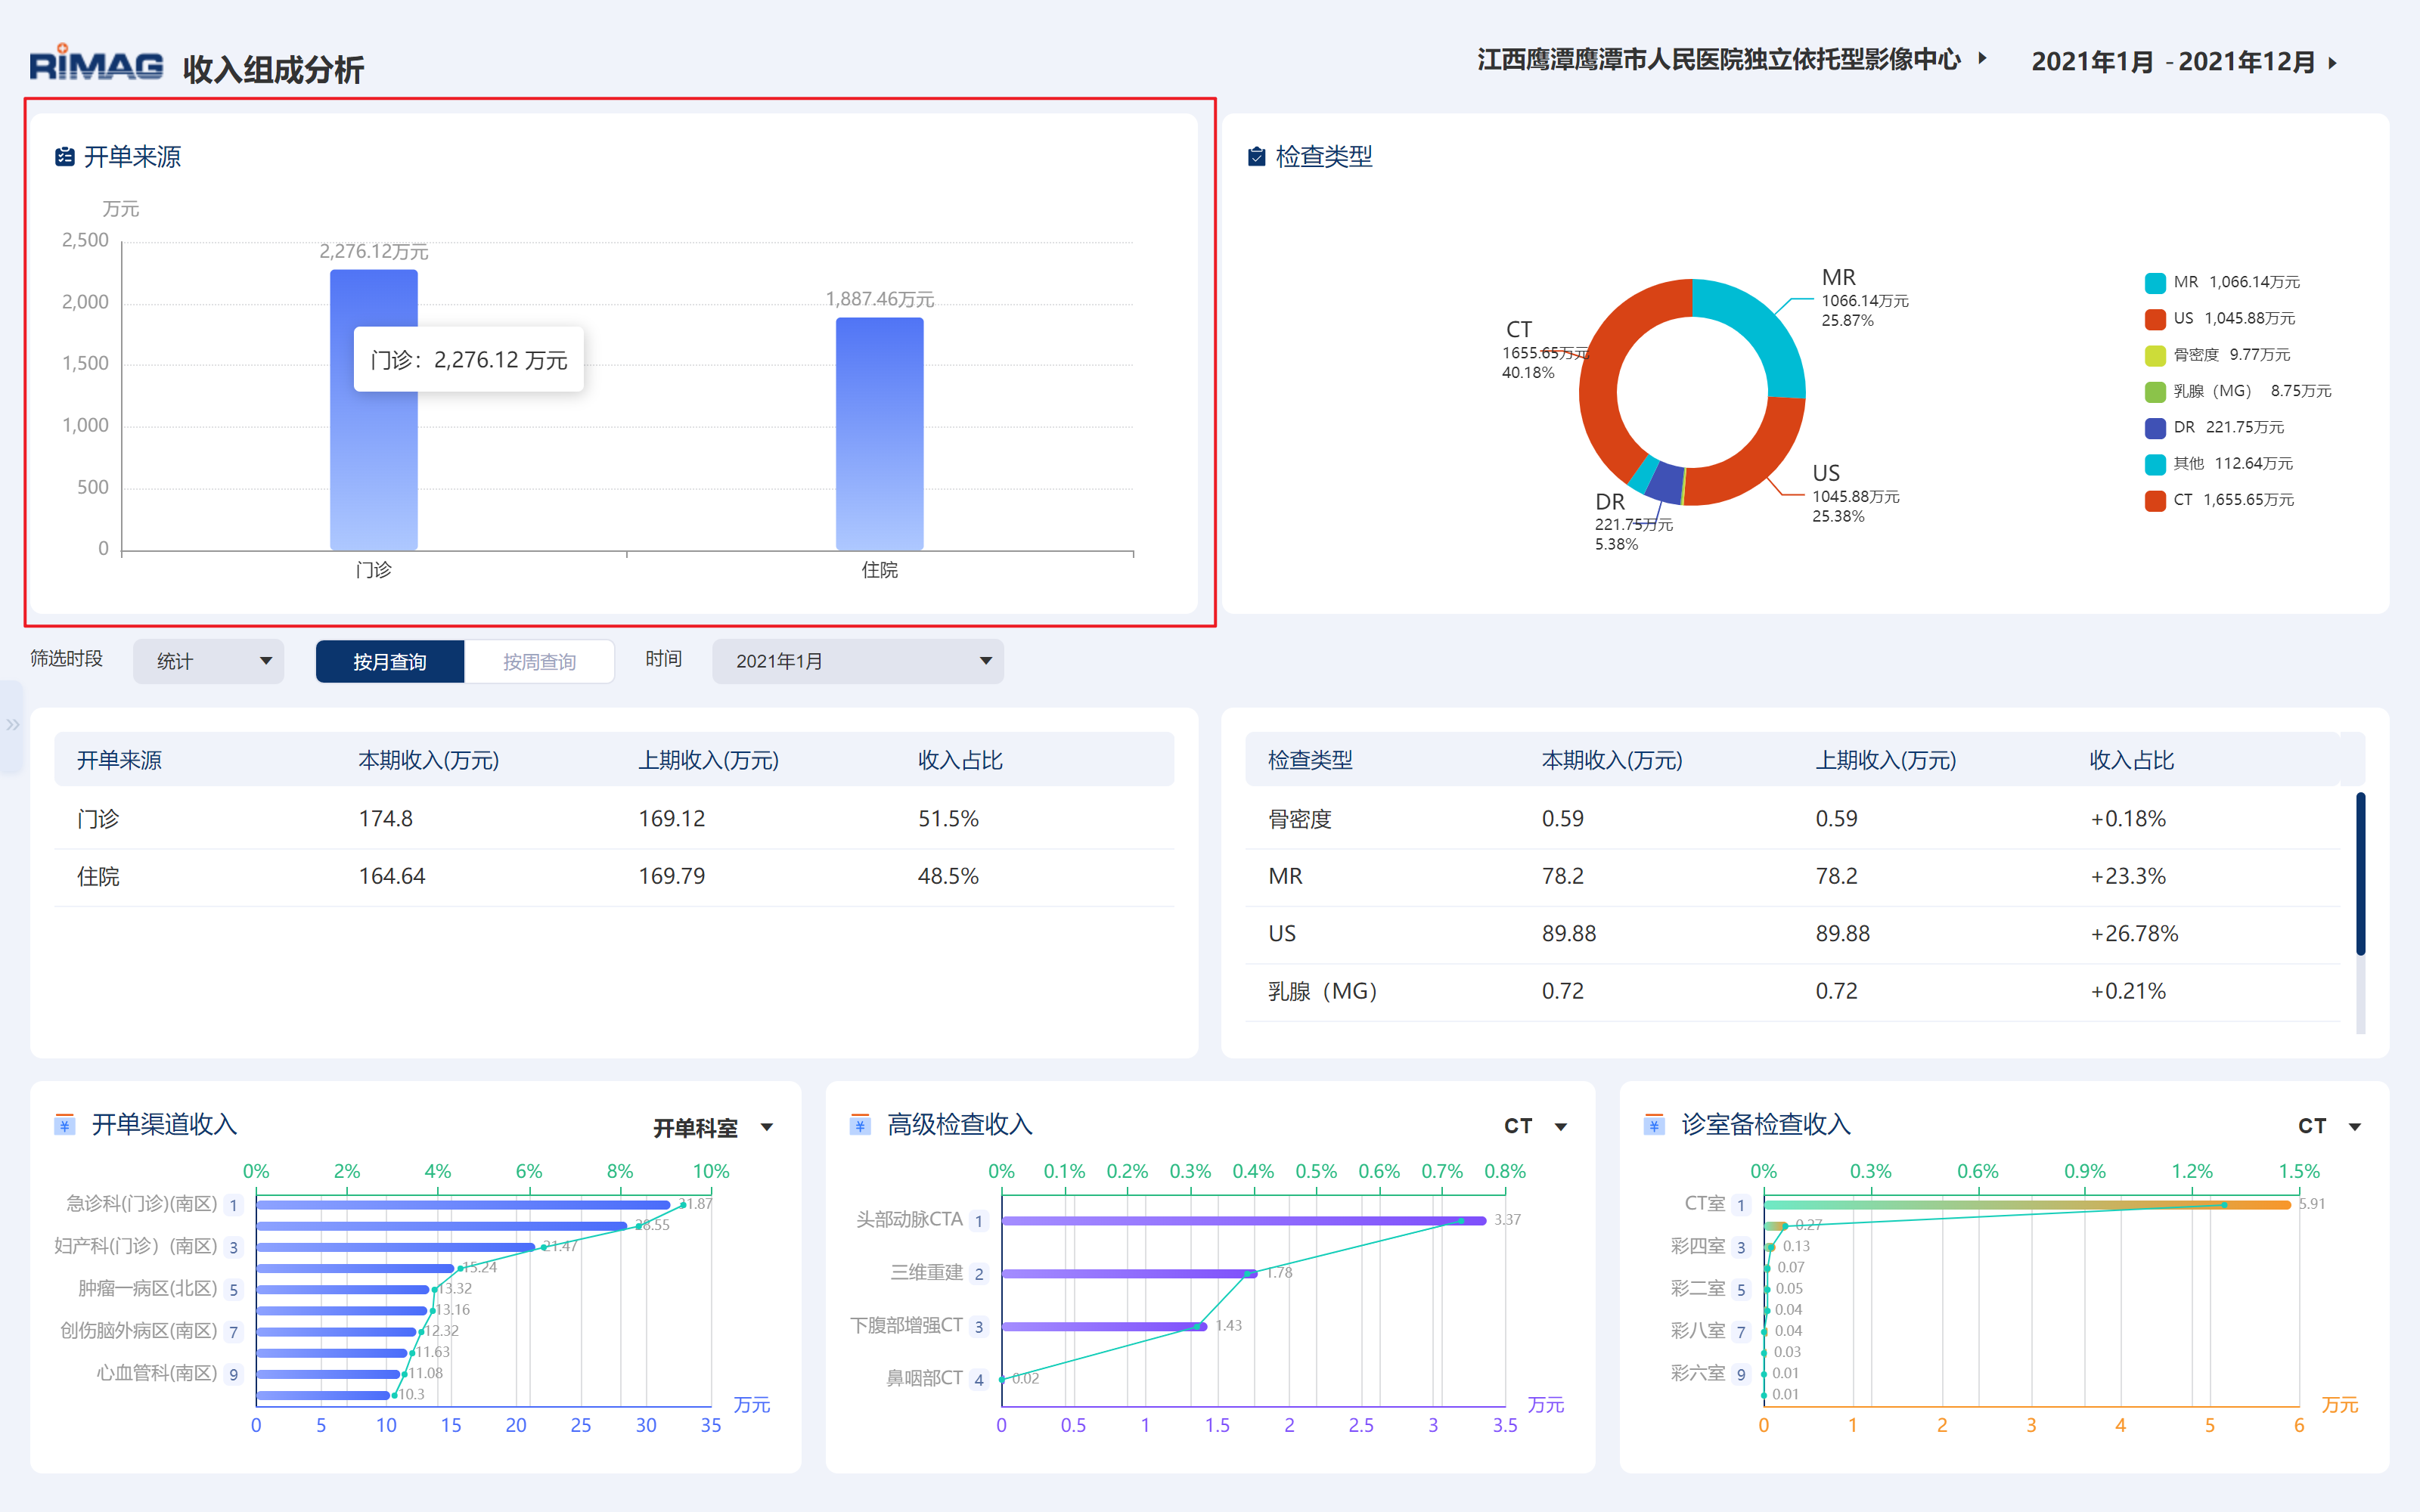 RiMAG 收入组成分析
江西鹰潭鹰潭市人民医院独立依托型影像中心 2021年1月 - 2021年12月
开单来源
万元
2,500
2,000
1,500
1,000
500
0
2,276.12万元
1,887.46万元
门诊：2,276.12 万元
门诊 住院
检查类型
MR
1066.14万元
25.87%
CT
1655.65万元
40.18%
US
1045.88万元
25.38%
DR
221.75万元
5.38%
MR 1,066.14万元
US 1,045.88万元
骨密度 9.77万元
乳腺（MG） 8.75万元
DR 221.75万元
其他 112.64万元
CT 1,655.65万元
筛选时段 统计 按月查询 按周查询 时间 2021年1月
开单来源 本期收入(万元) 上期收入(万元) 收入占比
门诊 174.8 169.12 51.5%
住院 164.64 169.79 48.5%
检查类型 本期收入(万元) 上期收入(万元) 收入占比
骨密度 0.59 0.59 +0.18%
MR 78.2 78.2 +23.3%
US 89.88 89.88 +26.78%
乳腺（MG） 0.72 0.72 +0.21%
开单渠道收入 开单科室
0% 2% 4% 6% 8% 10%
急诊科(门诊)(南区) 1 31.87
28.55
妇产科(门诊）(南区) 3 21.47
15.24
肿瘤一病区(北区) 5 13.32
13.16
创伤脑外病区(南区) 7 12.32
11.63
心血管科(南区) 9 11.08
10.3
万元
0 5 10 15 20 25 30 35
高级检查收入 CT
0% 0.1% 0.2% 0.3% 0.4% 0.5% 0.6% 0.7% 0.8%
头部动脉CTA 1 3.37
三维重建 2 1.78
下腹部增强CT 3 1.43
鼻咽部CT 4 0.02
万元
0 0.5 1 1.5 2 2.5 3 3.5
诊室备检查收入 CT
0% 0.3% 0.6% 0.9% 1.2% 1.5%
CT室 1 5.91
0.27
彩四室 3 0.13
0.07
彩二室 5 0.05
0.04
彩八室 7 0.04
0.03
彩六室 9 0.01
0.01
万元
0 1 2 3 4 5 6